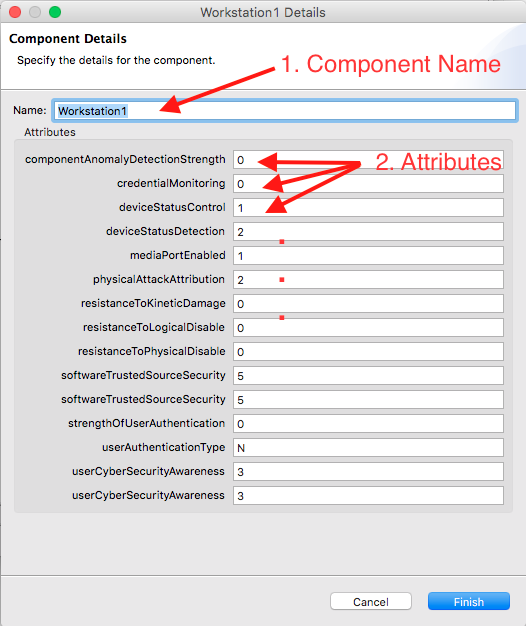 Workstation1 Details
Component Details
Specify the details for the component.
1. Component Name
Name: Workstation1
Attributes
componentAnomalyDetectionStrength 0
2. Attributes
credentialMonitoring 0
deviceStatusControl 1
deviceStatusDetection 2
mediaPortEnabled 1
physicalAttackAttribution 2
resistanceToKineticDamage 0
resistanceToLogicalDisable 0
resistanceToPhysicalDisable 0
softwareTrustedSourceSecurity 5
softwareTrustedSourceSecurity 5
strengthOfUserAuthentication 0
userAuthenticationType N
userCyberSecurityAwareness 3
userCyberSecurityAwareness 3
Cancel Finish